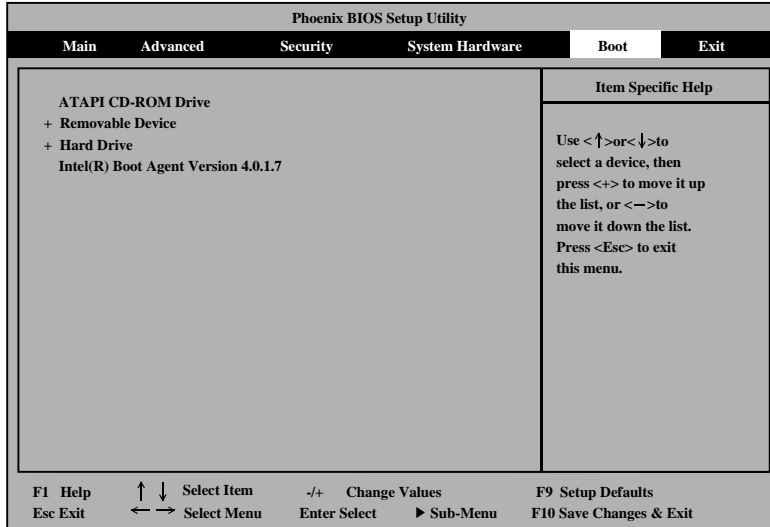 Phoenix BIOS Setup Utility
Main Advanced Security System Hardware Boot Exit
ATAPI CD-ROM Drive
+ Removable Device
+ Hard Drive
Intel(R) Boot Agent Version 4.0.1.7
Item Specific Help
Use <↑>or<↓>to
select a device, then
press <+> to move it up
the list, or <—>to
move it down the list.
Press <Esc> to exit
this menu.
F1 Help ↑ ↓ Select Item -/+ Change Values F9 Setup Defaults
Esc Exit ← → Select Menu Enter Select ▶ Sub-Menu F10 Save Changes & Exit